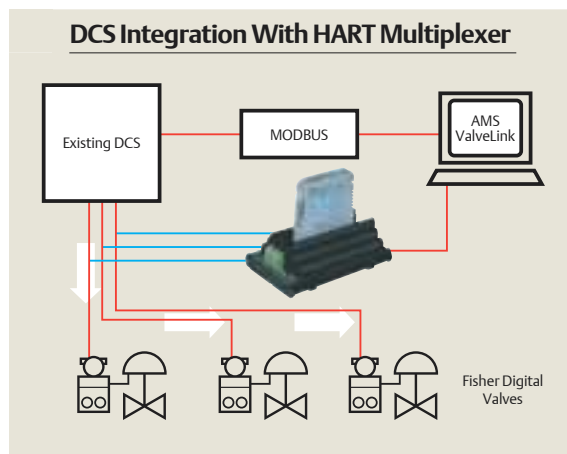 DCS Integration With HART Multiplexer
Existing DCS
MODBUS
AMS
ValveLink
Fisher Digital
Valves